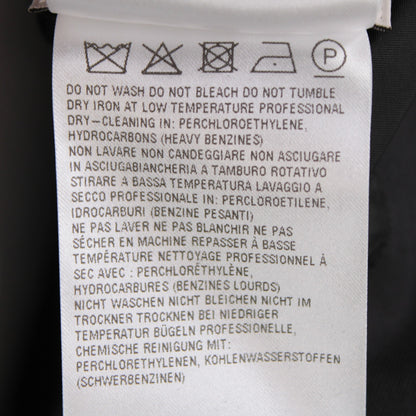 P
DO NOT WASH DO NOT BLEACH DO NOT TUMBLE
DRY IRON AT LOW TEMPERATURE PROFESSIONAL
DRY-CLEANING IN: PERCHLOROETHYLENE,
HYDROCARBONS (HEAVY BENZINES)
NON LAVARE NON CANDEGGIARE NON ASCIUGARE
IN ASCIUGABIANCHERIA A TAMBURO ROTATIVO
STIRARE A BASSA TEMPERATURA LAVAGGIO A
SECCO PROFESSIONALE IN: PERCLOROETILENE,
IDROCARBURI (BENZINE PESANTI)
NE PAS LAVER NE PAS BLANCHIR NE PAS
SÉCHER EN MACHINE REPASSER À BASSE
TEMPÉRATURE NETTOYAGE PROFESSIONNEL À
SEC AVEC : PERCHLORÉTHYLÈNE,
HYDROCARBURES (BENZINES LOURDS)
NICHT WASCHEN NICHT BLEICHEN NICHT IM
TROCKNER TROCKNEN BEI NIEDRIGER
TEMPERATUR BÜGELN PROFESSIONELLE,
CHEMISCHE REINIGUNG MIT:
PERCHLORETHYLENEN, KOHLENWASSERSTOFFEN
(SCHWERBENZINEN)